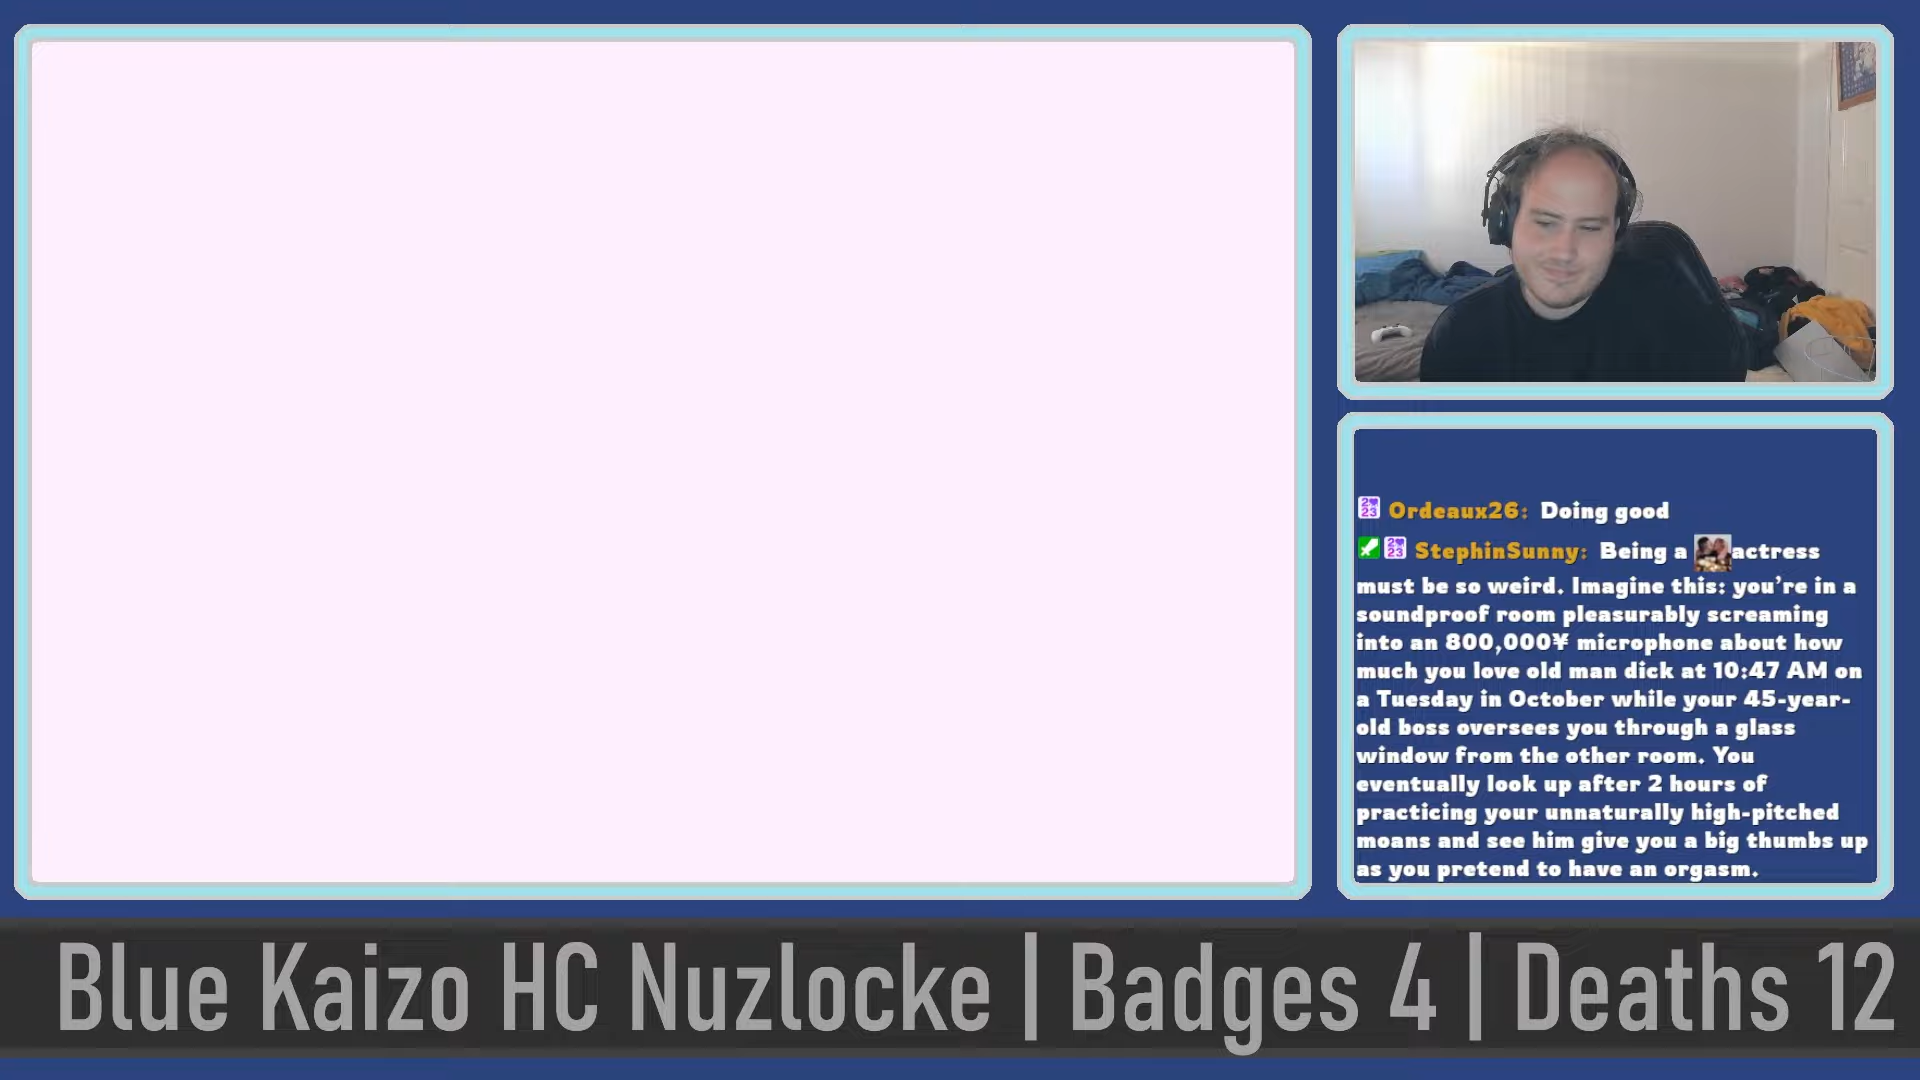 2 23 Ordeaux26: Doing good
2 23 StephinSunny: Being a actress
must be so weird. Imagine this: you're in a
soundproof room pleasurably screaming
into an 800,000¥ microphone about how
much you love old man dick at 10:47 AM on
a Tuesday in October while your 45-year-
old boss oversees you through a glass
window from the other room. You
eventually look up after 2 hours of
practicing your unnaturally high-pitched
moans and see him give you a big thumbs up
as you pretend to have an orgasm.
Blue Kaizo HC Nuzlocke | Badges 4 | Deaths 12